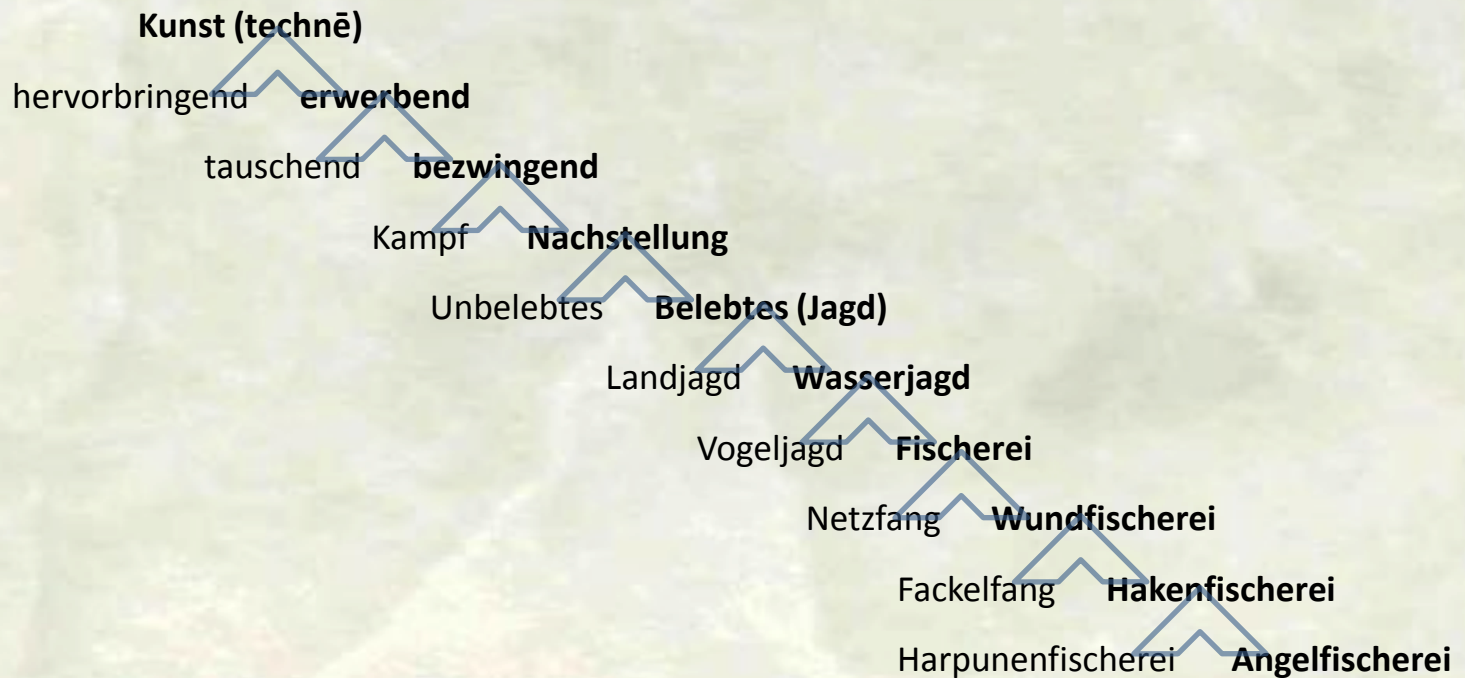 Kunst (technē)
hervorbringend erwerbend
tauschend bezwingend
Kampf Nachstellung
Unbelebtes Belebtes (Jagd)
Landjagd Wasserjagd
Vogeljagd Fischerei
Netzfang Wundfischerei
Fackelfang Hakenfischerei
Harpunenfischerei Angelfischerei